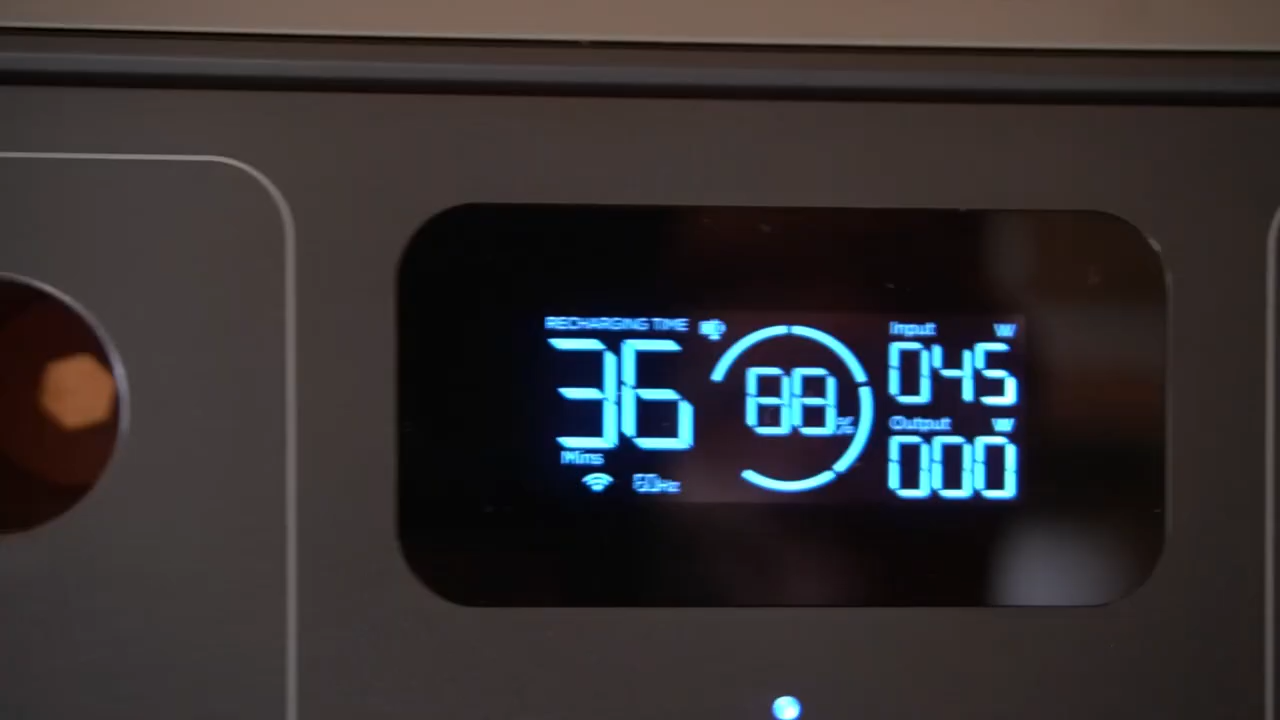 RECHARGING TIME
36
Mins
60Hz
88%
Input W
045
Output W
000